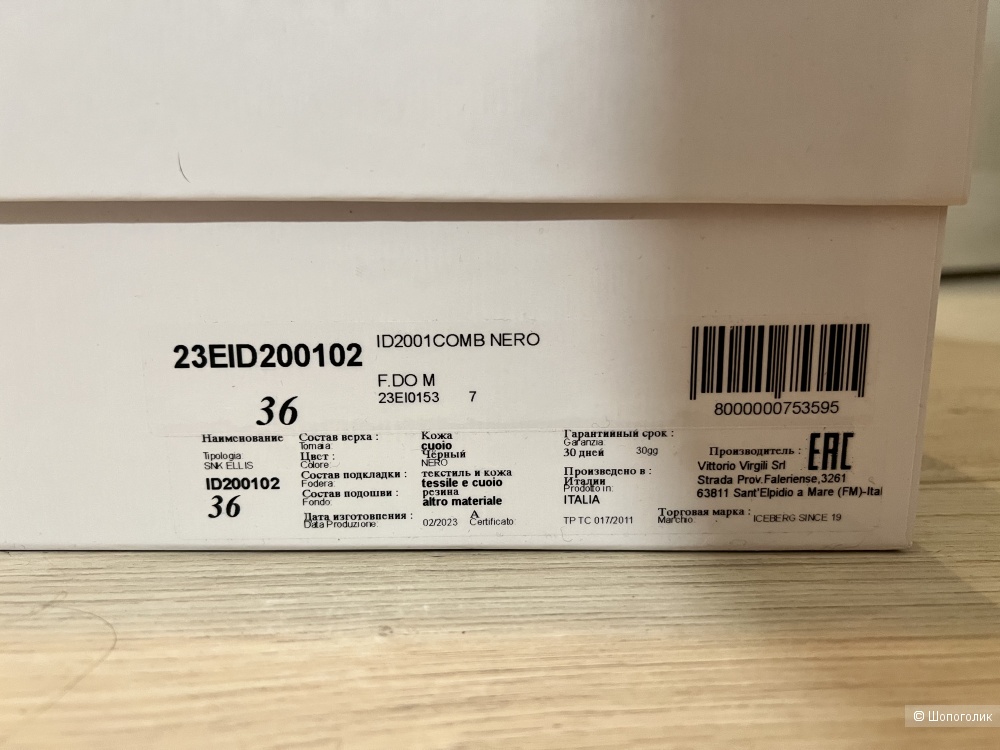 23EID200102
ID2001COMB NERO
F.DO M
23EI0153 7
36
8000000753595
Наименование
Tipologia
SNK ELLIS
ID200102
36
Состав верха :
Tomaia:
Кожа
cuoio
Цвет :
Colore
Чёрный
NERO
Состав подкладки :
Fodera:
текстиль и кожа
tessile e cuoio
Состав подошвы :
Fondo:
резина
altro materiale
Дата изготовления :
Data Produzione:
02/2023
A
Certificato
Гарантийный срок :
Garanzia
30 дней 30gg
Произведено в :
Италии
Prodotto in:
ITALIA
TP TC 017/2011
Производитель :
EAC
Vittorio Virgili Srl
Strada Prov.Faleriense,3261
63811 Sant'Elpidio a Mare (FM)-Ital
Торговая марка :
Marchio:
ICEBERG SINCE 19
© Шопоголик